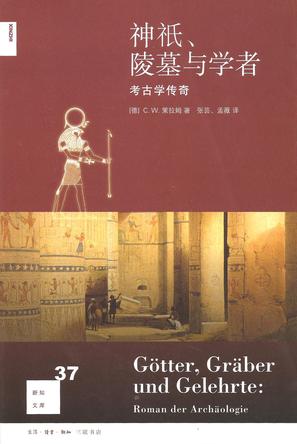 神祇、
陵墓与学者
考古学传奇
[德] C. W. 策拉姆 著  张芸、孟薇 译
37
新知
文库
Götter, Gräber
und Gelehrte:
Roman der Archäologie
生活·读书·新知 三联书店